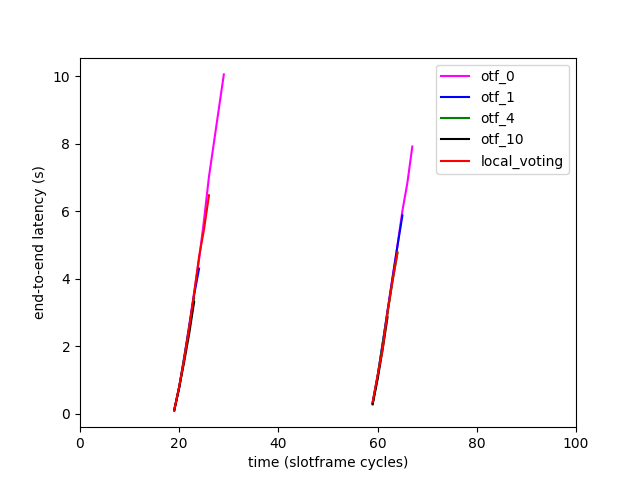 10
8
6
4
2
0
0
20
40
60
80
100
end-to-end latency (s)
time (slotframe cycles)
otf_0
otf_1
otf_4
otf_10
local_voting